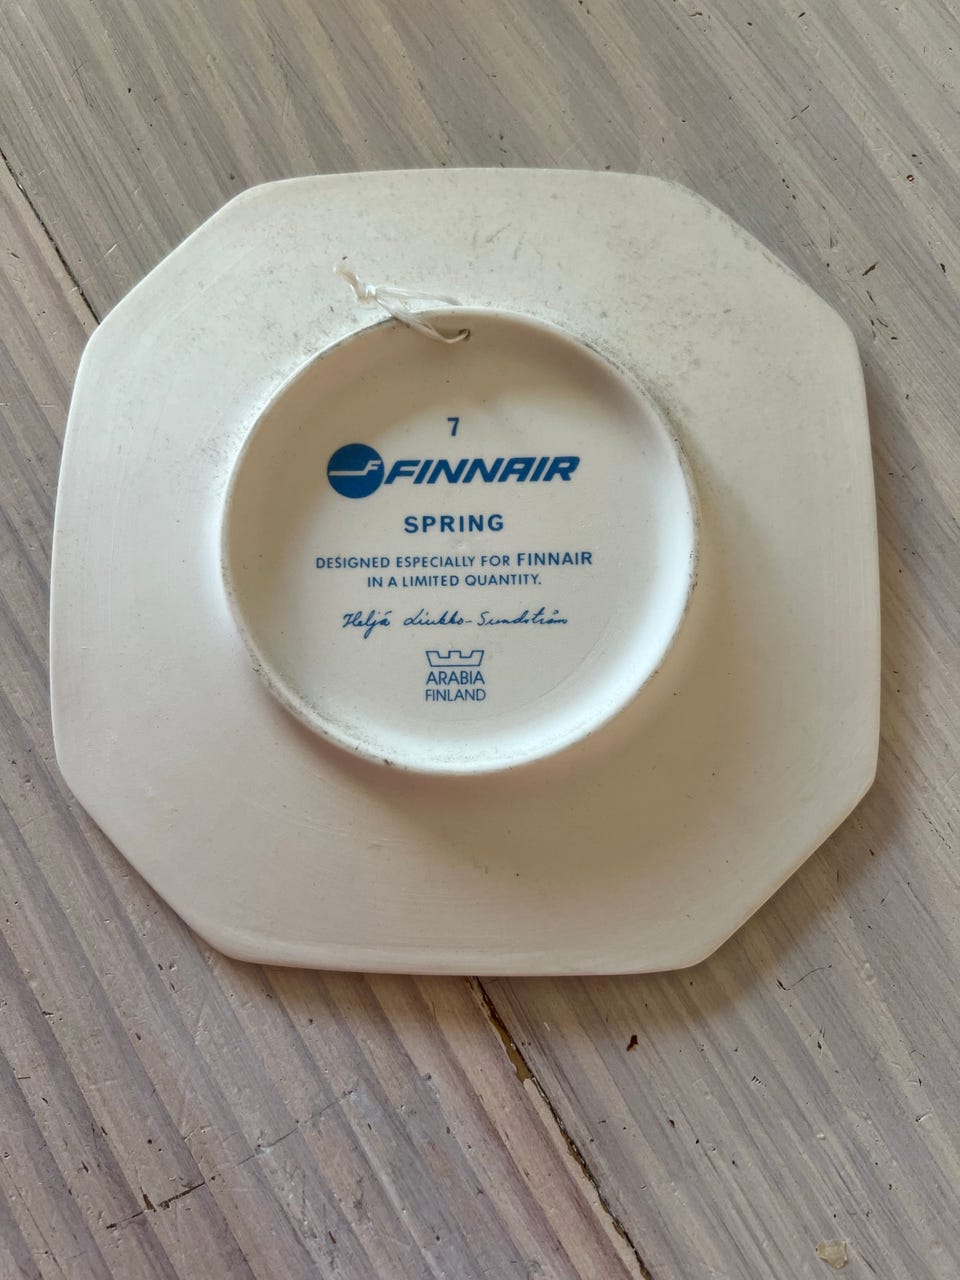 7
FINNAIR
SPRING
DESIGNED ESPECIALLY FOR FINNAIR
IN A LIMITED QUANTITY.
Heljä Liukko-Sundström
ARABIA
FINLAND